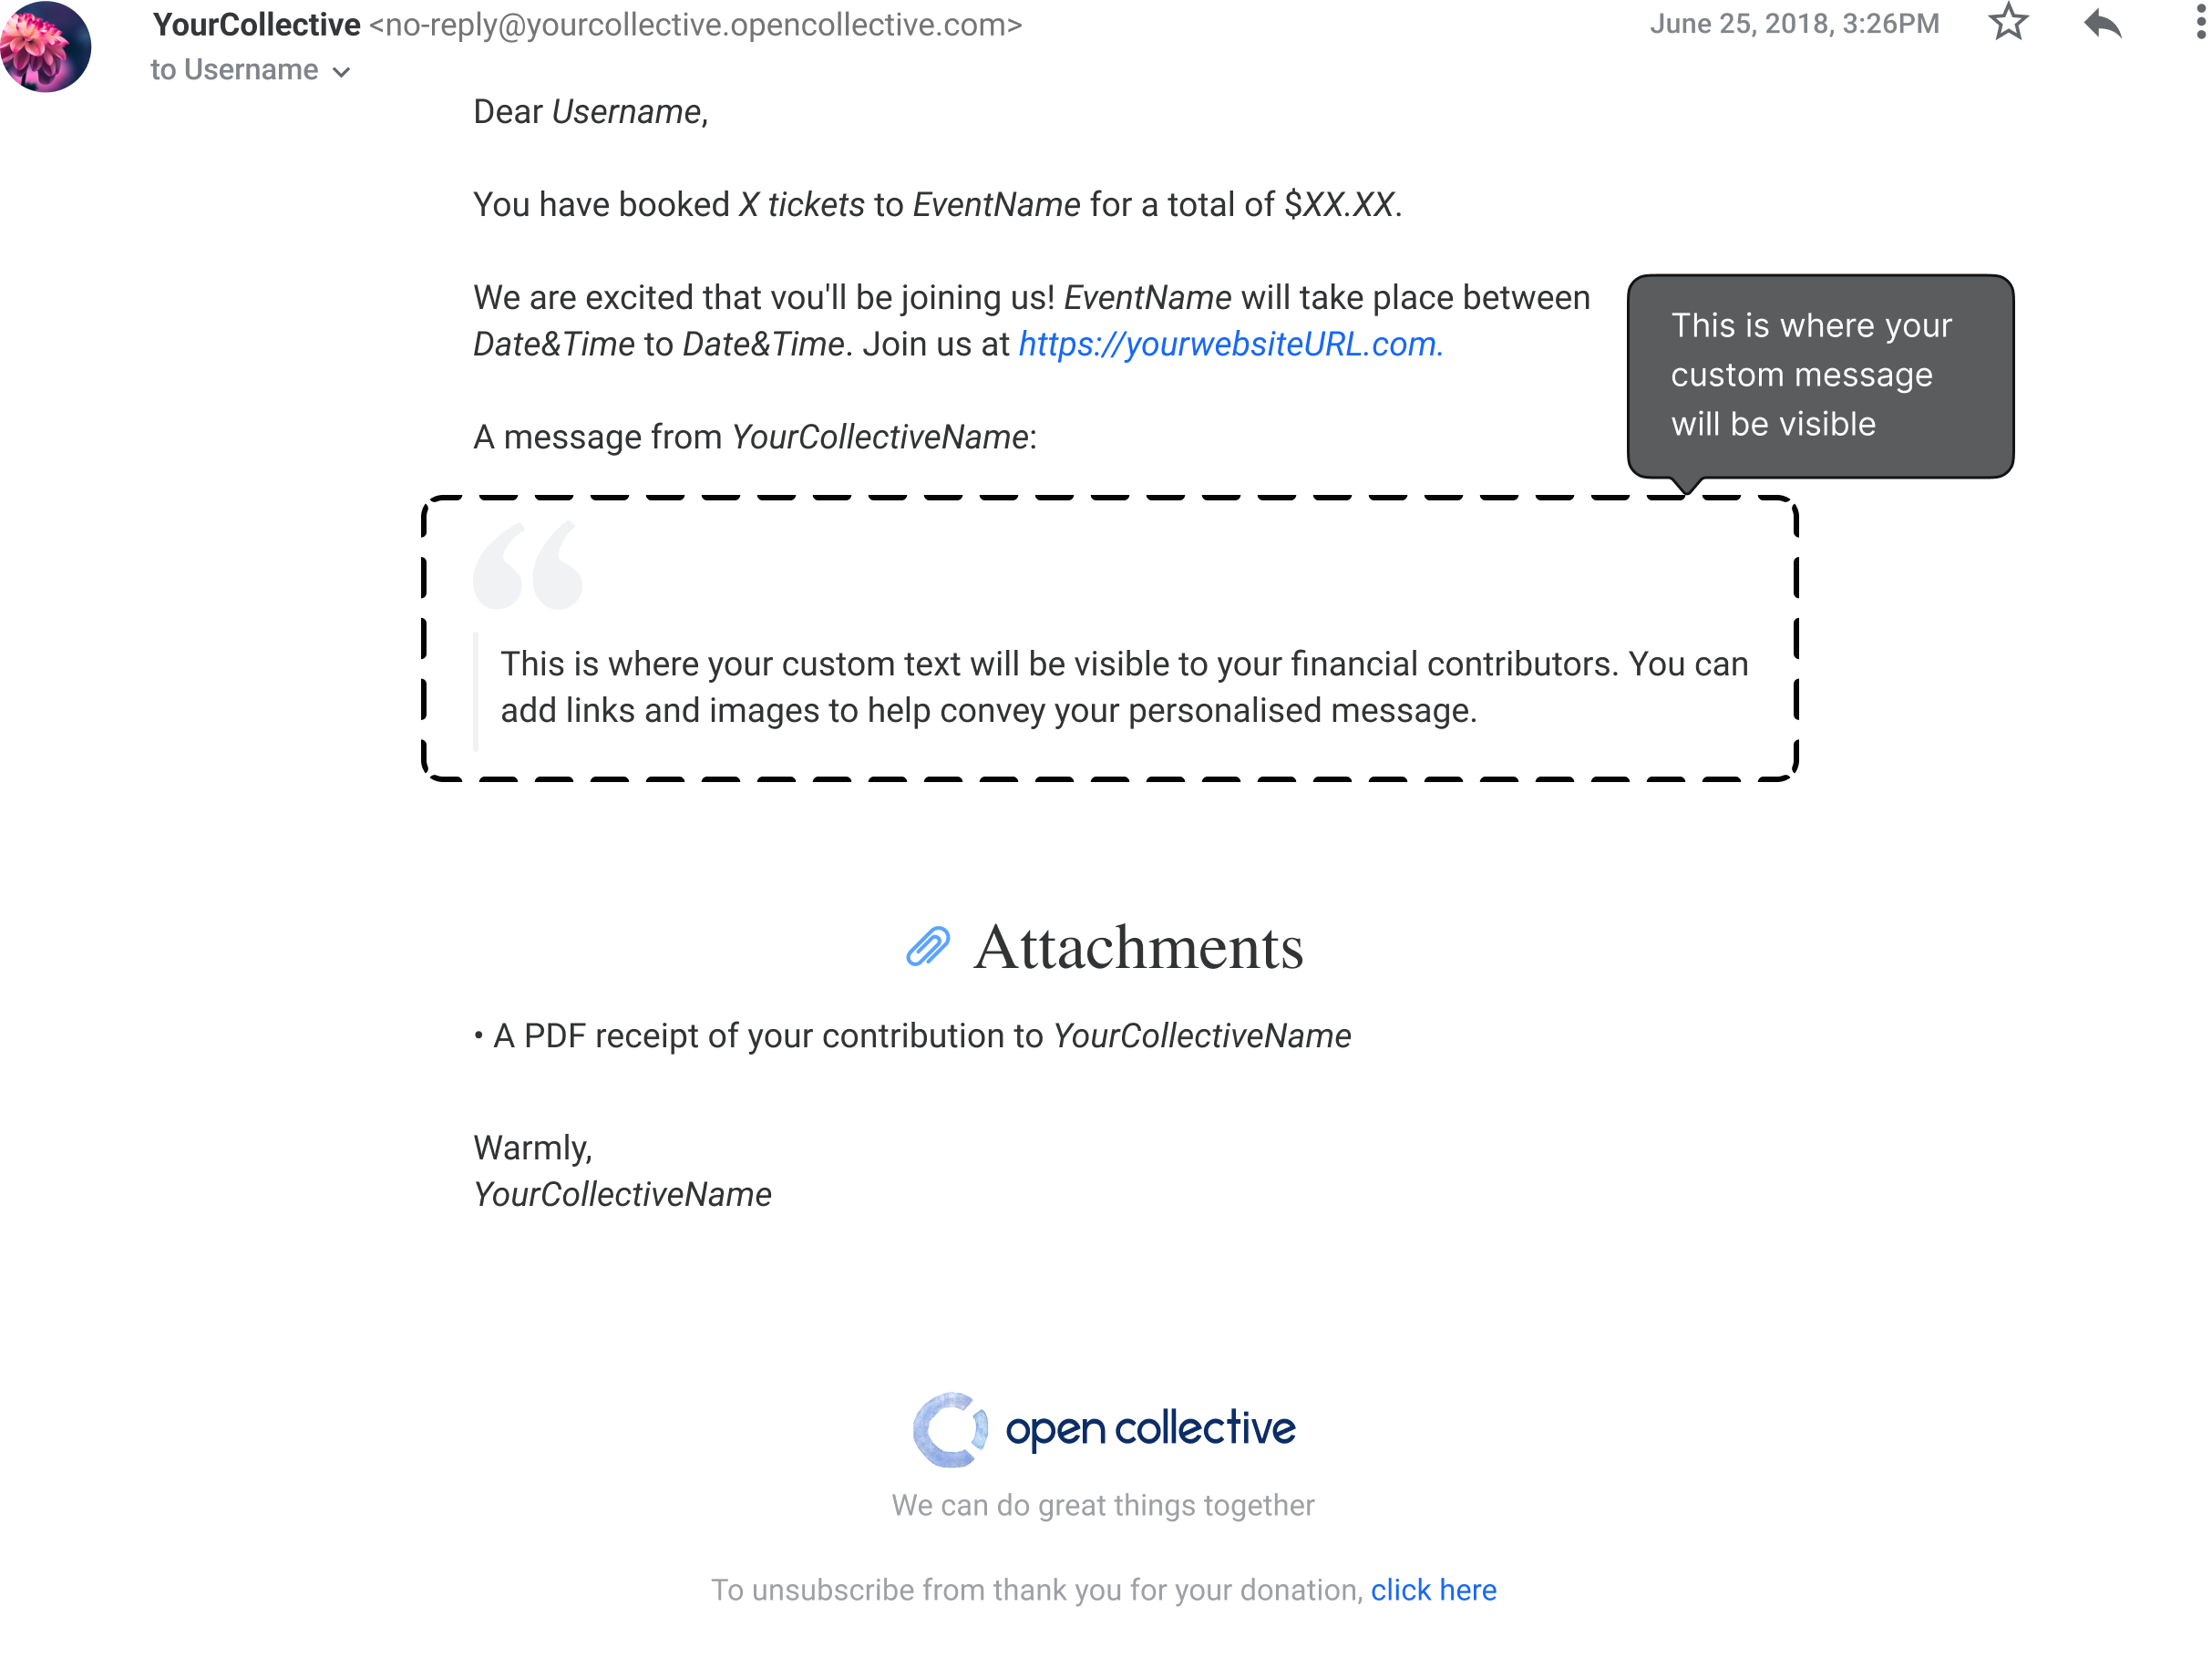 YourCollective <no-reply@yourcollective.opencollective.com>
June 25, 2018, 3:26PM
to Username
Dear Username,
You have booked X tickets to EventName for a total of $XX.XX.
We are excited that vou'll be joining us! EventName will take place between
Date&Time to Date&Time. Join us at https://yourwebsiteURL.com.
This is where your
custom message
will be visible
A message from YourCollectiveName:
“
This is where your custom text will be visible to your financial contributors. You can
add links and images to help convey your personalised message.
Attachments
• A PDF receipt of your contribution to YourCollectiveName
Warmly,
YourCollectiveName
open collective
We can do great things together
To unsubscribe from thank you for your donation, click here